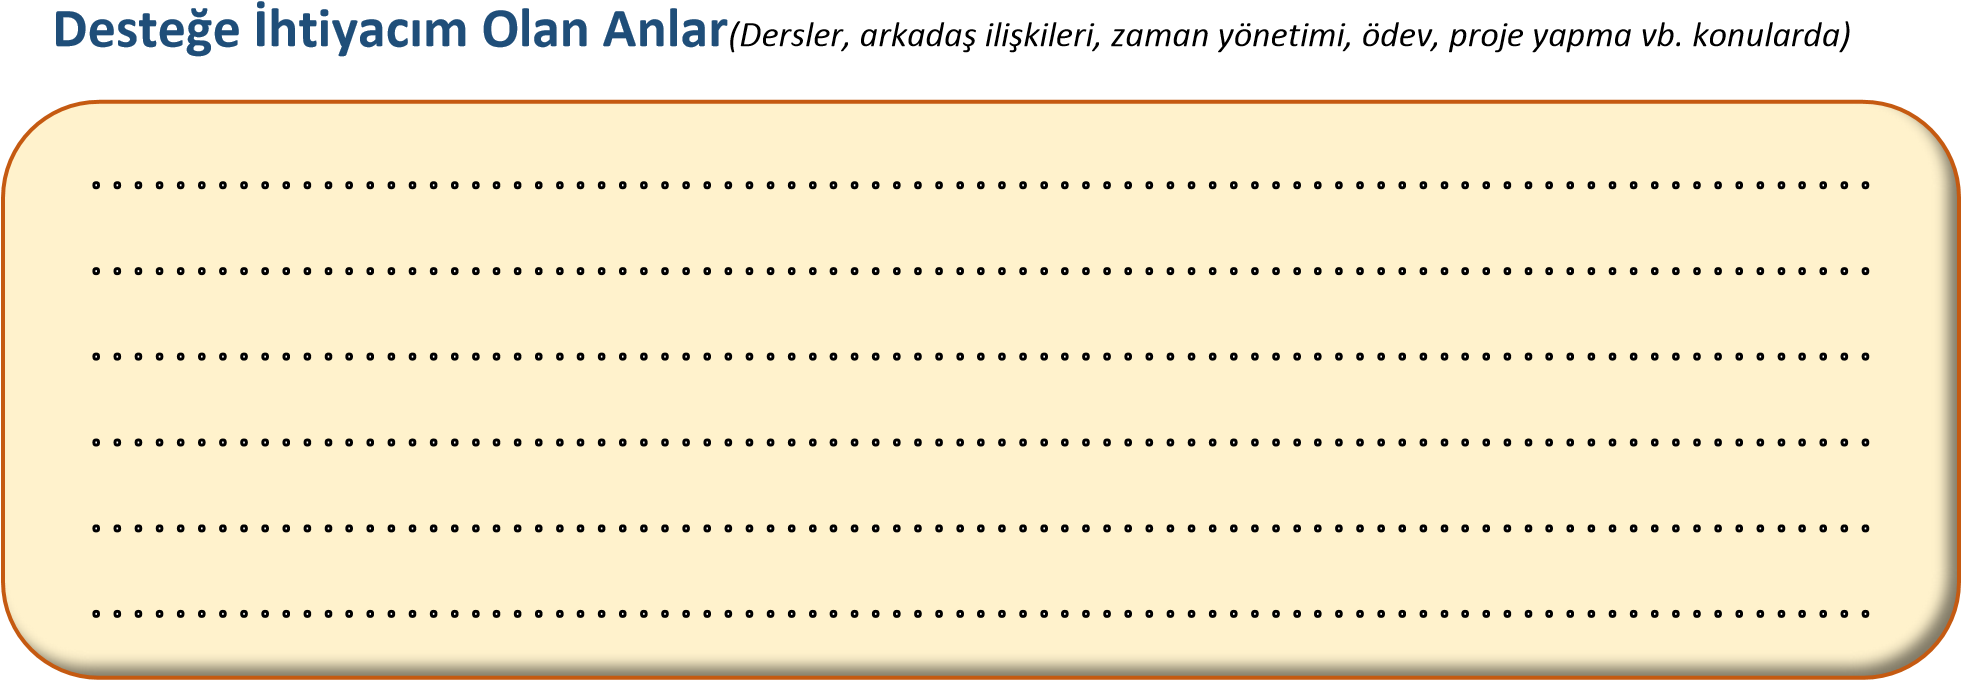 Desteğe İhtiyacım Olan Anlar(Dersler, arkadaş ilişkileri, zaman yönetimi, ödev, proje yapma vb. konularda)